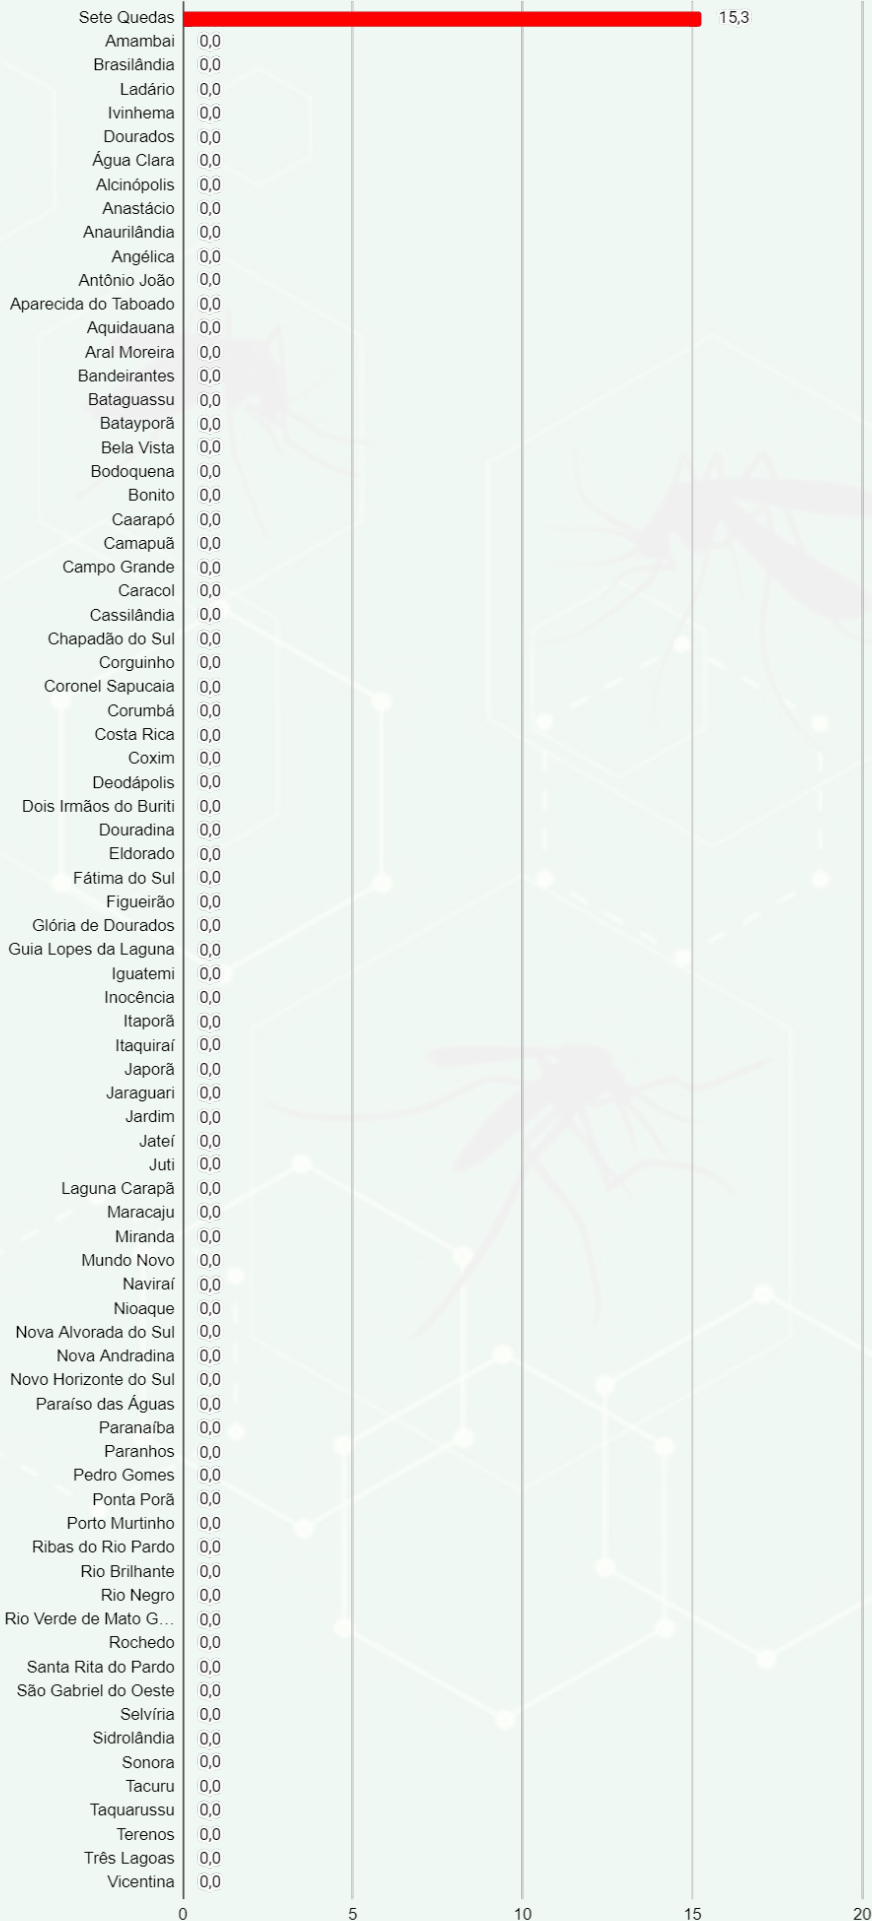 Sete Quedas 15,3
Amambai 0,0
Brasilândia 0,0
Ladário 0,0
Ivinhema 0,0
Dourados 0,0
Água Clara 0,0
Alcinópolis 0,0
Anastácio 0,0
Anaurilândia 0,0
Angélica 0,0
Antônio João 0,0
Aparecida do Taboado 0,0
Aquidauana 0,0
Aral Moreira 0,0
Bandeirantes 0,0
Bataguassu 0,0
Batayporã 0,0
Bela Vista 0,0
Bodoquena 0,0
Bonito 0,0
Caarapó 0,0
Camapuã 0,0
Campo Grande 0,0
Caracol 0,0
Cassilândia 0,0
Chapadão do Sul 0,0
Corguinho 0,0
Coronel Sapucaia 0,0
Corumbá 0,0
Costa Rica 0,0
Coxim 0,0
Deodápolis 0,0
Dois Irmãos do Buriti 0,0
Douradina 0,0
Eldorado 0,0
Fátima do Sul 0,0
Figueirão 0,0
Glória de Dourados 0,0
Guia Lopes da Laguna 0,0
Iguatemi 0,0
Inocência 0,0
Itaporã 0,0
Itaquiraí 0,0
Japorã 0,0
Jaraguari 0,0
Jardim 0,0
Jateí 0,0
Juti 0,0
Laguna Carapã 0,0
Maracaju 0,0
Miranda 0,0
Mundo Novo 0,0
Naviraí 0,0
Nioaque 0,0
Nova Alvorada do Sul 0,0
Nova Andradina 0,0
Novo Horizonte do Sul 0,0
Paraíso das Águas 0,0
Paranaíba 0,0
Paranhos 0,0
Pedro Gomes 0,0
Ponta Porã 0,0
Porto Murtinho 0,0
Ribas do Rio Pardo 0,0
Rio Brilhante 0,0
Rio Negro 0,0
Rio Verde de Mato G... 0,0
Rochedo 0,0
Santa Rita do Pardo 0,0
São Gabriel do Oeste 0,0
Selvíria 0,0
Sidrolândia 0,0
Sonora 0,0
Tacuru 0,0
Taquarussu 0,0
Terenos 0,0
Três Lagoas 0,0
Vicentina 0,0
0 5 10 15 20